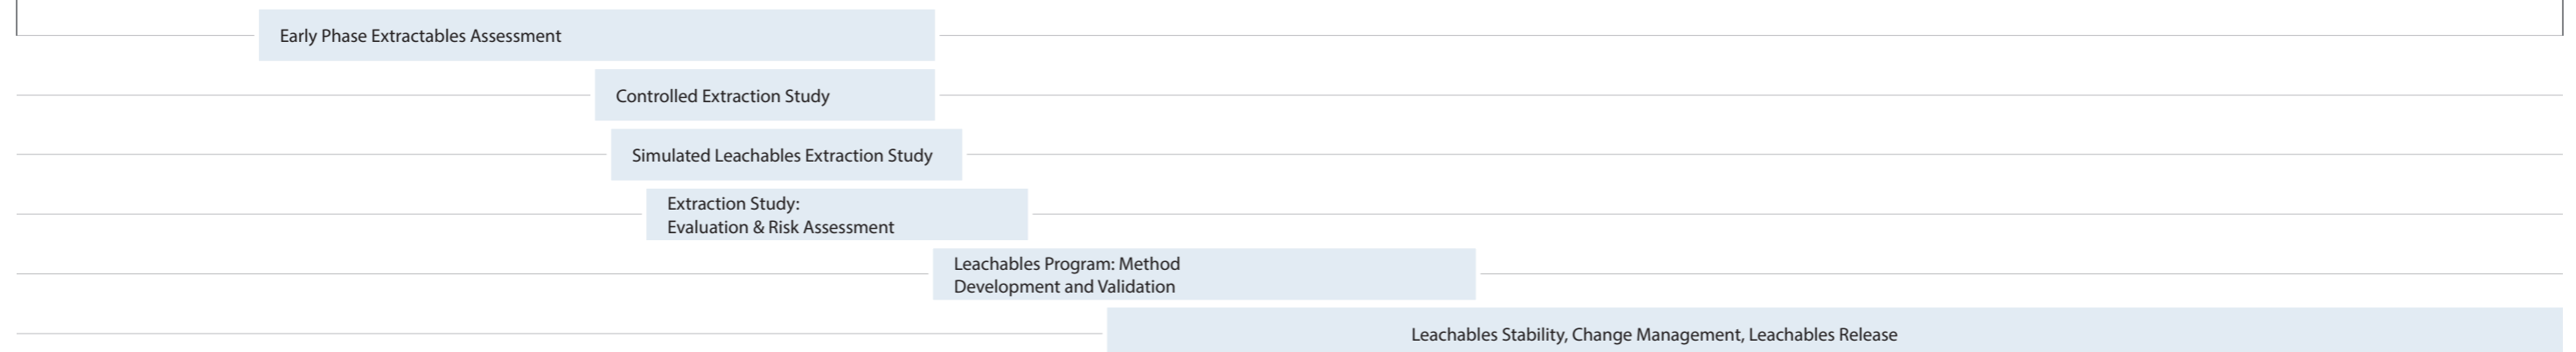 Early Phase Extractables Assessment
Controlled Extraction Study
Simulated Leachables Extraction Study
Extraction Study:
Evaluation & Risk Assessment
Leachables Program: Method
Development and Validation
Leachables Stability, Change Management, Leachables Release